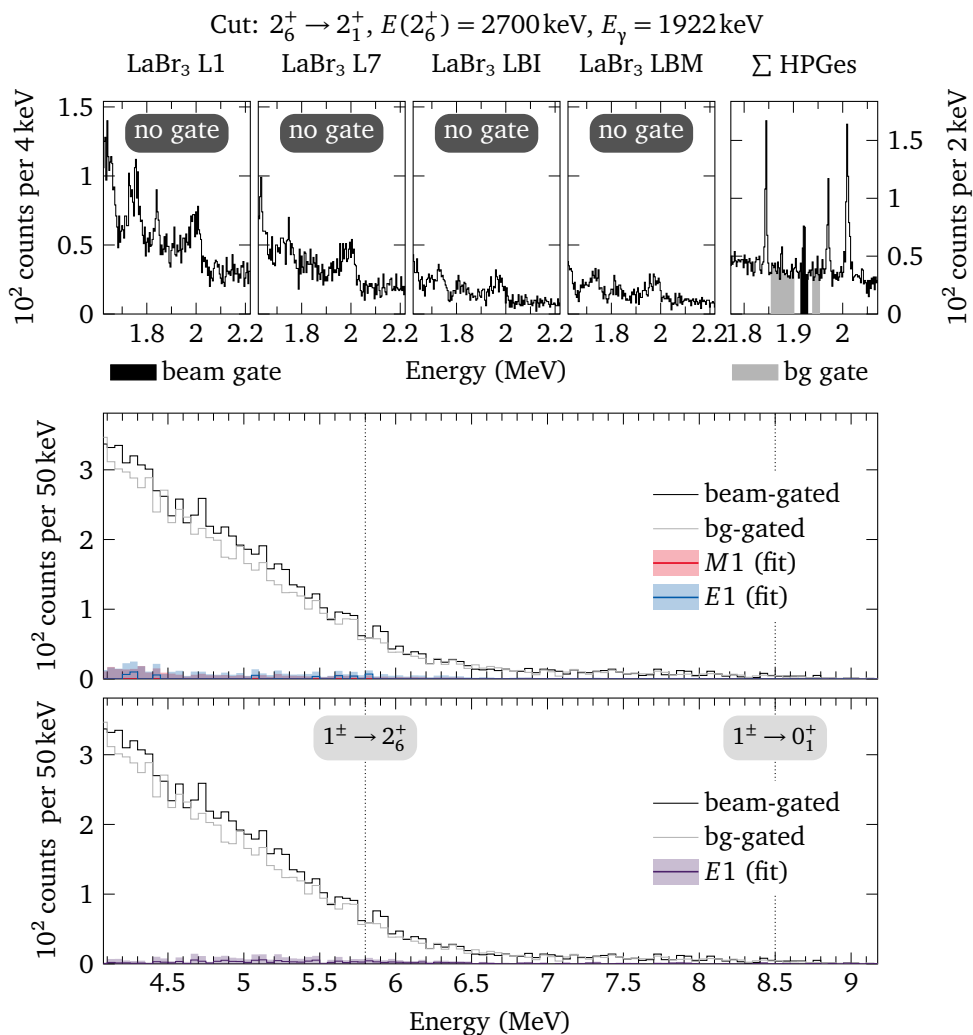 Cut: 2₆⁺ → 2₁⁺, E(2₆⁺) = 2700 keV, Eᵧ = 1922 keV
LaBr₃ L1 LaBr₃ L7 LaBr₃ LBI LaBr₃ LBM ∑ HPGes
no gate no gate no gate no gate
10² counts per 4 keV
0 0.5 1 1.5
10² counts per 2 keV
0 0.5 1 1.5
1.8 2 2.2 1.8 2 2.2 1.8 2 2.2 1.8 2 2.2 1.8 1.9 2
beam gate Energy (MeV) bg gate
10² counts per 50 keV
0 1 2 3
beam-gated
bg-gated
M1 (fit)
E1 (fit)
10² counts per 50 keV
0 1 2 3
1± → 2₆⁺ 1± → 0₁⁺
beam-gated
bg-gated
E1 (fit)
4.5 5 5.5 6 6.5 7 7.5 8 8.5 9
Energy (MeV)